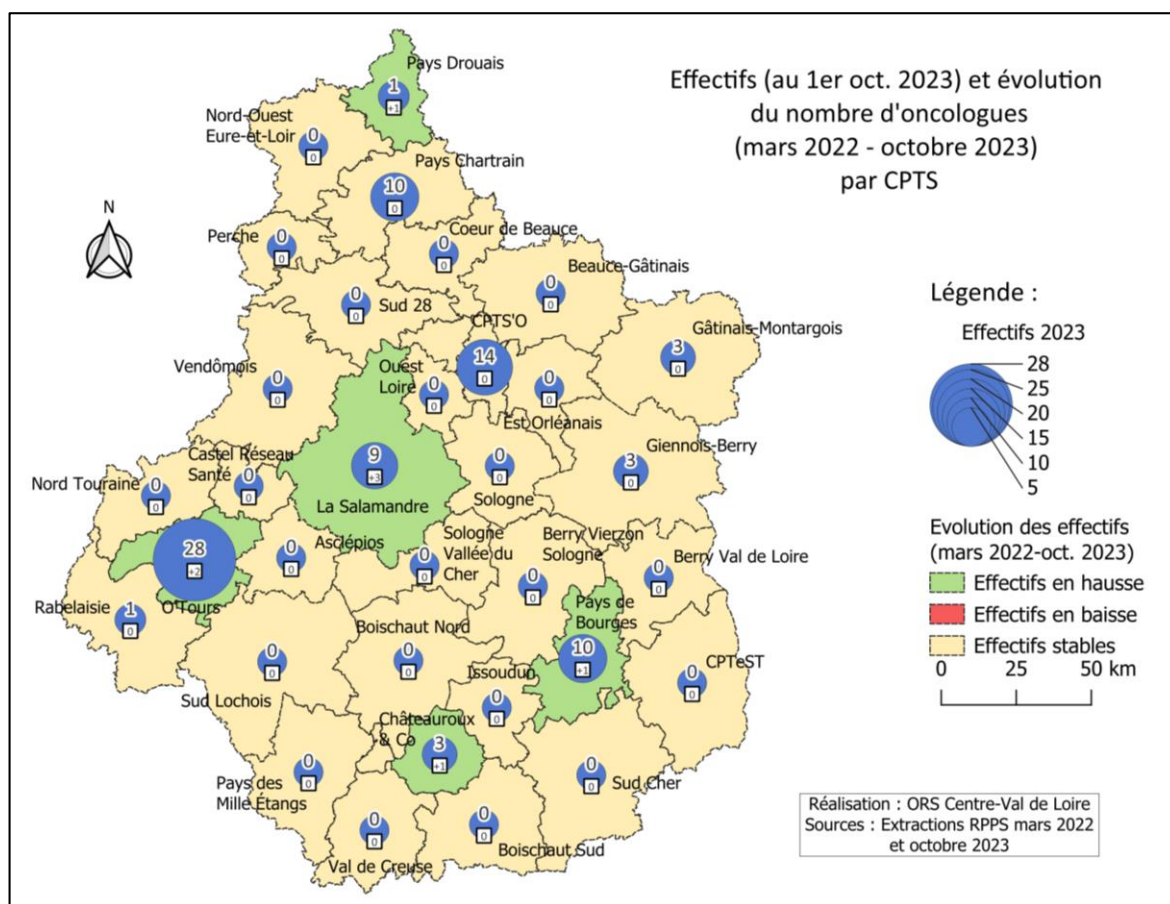 Effectifs (au 1er oct. 2023) et évolution
du nombre d'oncologues
(mars 2022 - octobre 2023)
par CPTS
Pays Drouais
1
+1
Nord-Ouest
Eure-et-Loir
0
0
Pays Chartrain
10
0
Perche
0
0
Coeur de Beauce
0
0
Beauce-Gâtinais
0
0
Sud 28
0
0
CPTS'O
14
0
Gâtinais-Montargois
3
0
Vendômois
0
0
Ouest
Loire
0
0
Est Orléanais
0
0
Giennois-Berry
3
0
La Salamandre
9
+3
Sologne
0
0
Castel Réseau
Santé
0
0
Nord Touraine
0
0
O'Tours
28
+2
Asclépios
0
0
Sologne
Vallée du
Cher
0
0
Berry Vierzon
Sologne
0
0
Berry Val de Loire
0
0
Rabelaisie
1
0
Pays de
Bourges
10
+1
Boischaut Nord
0
0
Sud Lochois
0
0
Issoudun
0
0
CPTeST
0
0
Châteauroux
& Co
3
+1
Pays des
Mille Étangs
0
0
Sud Cher
0
0
Val de Creuse
0
0
Boischaut Sud
0
0
N
Légende :
Effectifs 2023
28
25
20
15
10
5
Evolution des effectifs
(mars 2022-oct. 2023)
Effectifs en hausse
Effectifs en baisse
Effectifs stables
0 25 50 km
Réalisation : ORS Centre-Val de Loire
Sources : Extractions RPPS mars 2022
et octobre 2023